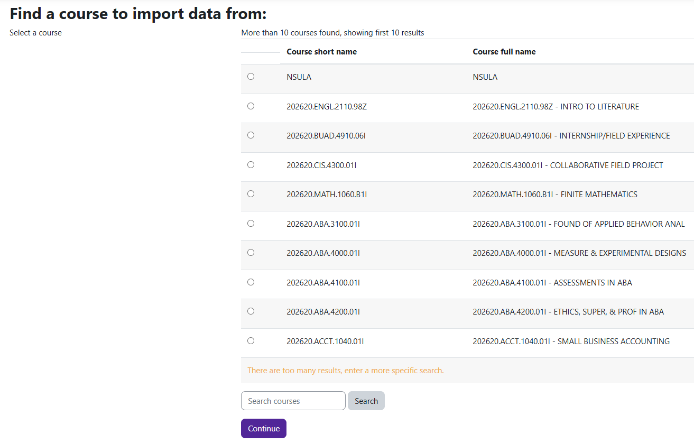 Find a course to import data from:
Select a course
More than 10 courses found, showing first 10 results
Course short name Course full name
NSULA NSULA
202620.ENGL.2110.98Z 202620.ENGL.2110.98Z - INTRO TO LITERATURE
202620.BUAD.4910.06I 202620.BUAD.4910.06I - INTERNSHIP/FIELD EXPERIENCE
202620.CIS.4300.01I 202620.CIS.4300.01I - COLLABORATIVE FIELD PROJECT
202620.MATH.1060.B1I 202620.MATH.1060.B1I - FINITE MATHEMATICS
202620.ABA.3100.01I 202620.ABA.3100.01I - FOUND OF APPLIED BEHAVIOR ANAL
202620.ABA.4000.01I 202620.ABA.4000.01I - MEASURE & EXPERIMENTAL DESIGNS
202620.ABA.4100.01I 202620.ABA.4100.01I - ASSESSMENTS IN ABA
202620.ABA.4200.01I 202620.ABA.4200.01I - ETHICS, SUPER, & PROF IN ABA
202620.ACCT.1040.01I 202620.ACCT.1040.01I - SMALL BUSINESS ACCOUNTING
There are too many results, enter a more specific search.
Search courses Search
Continue